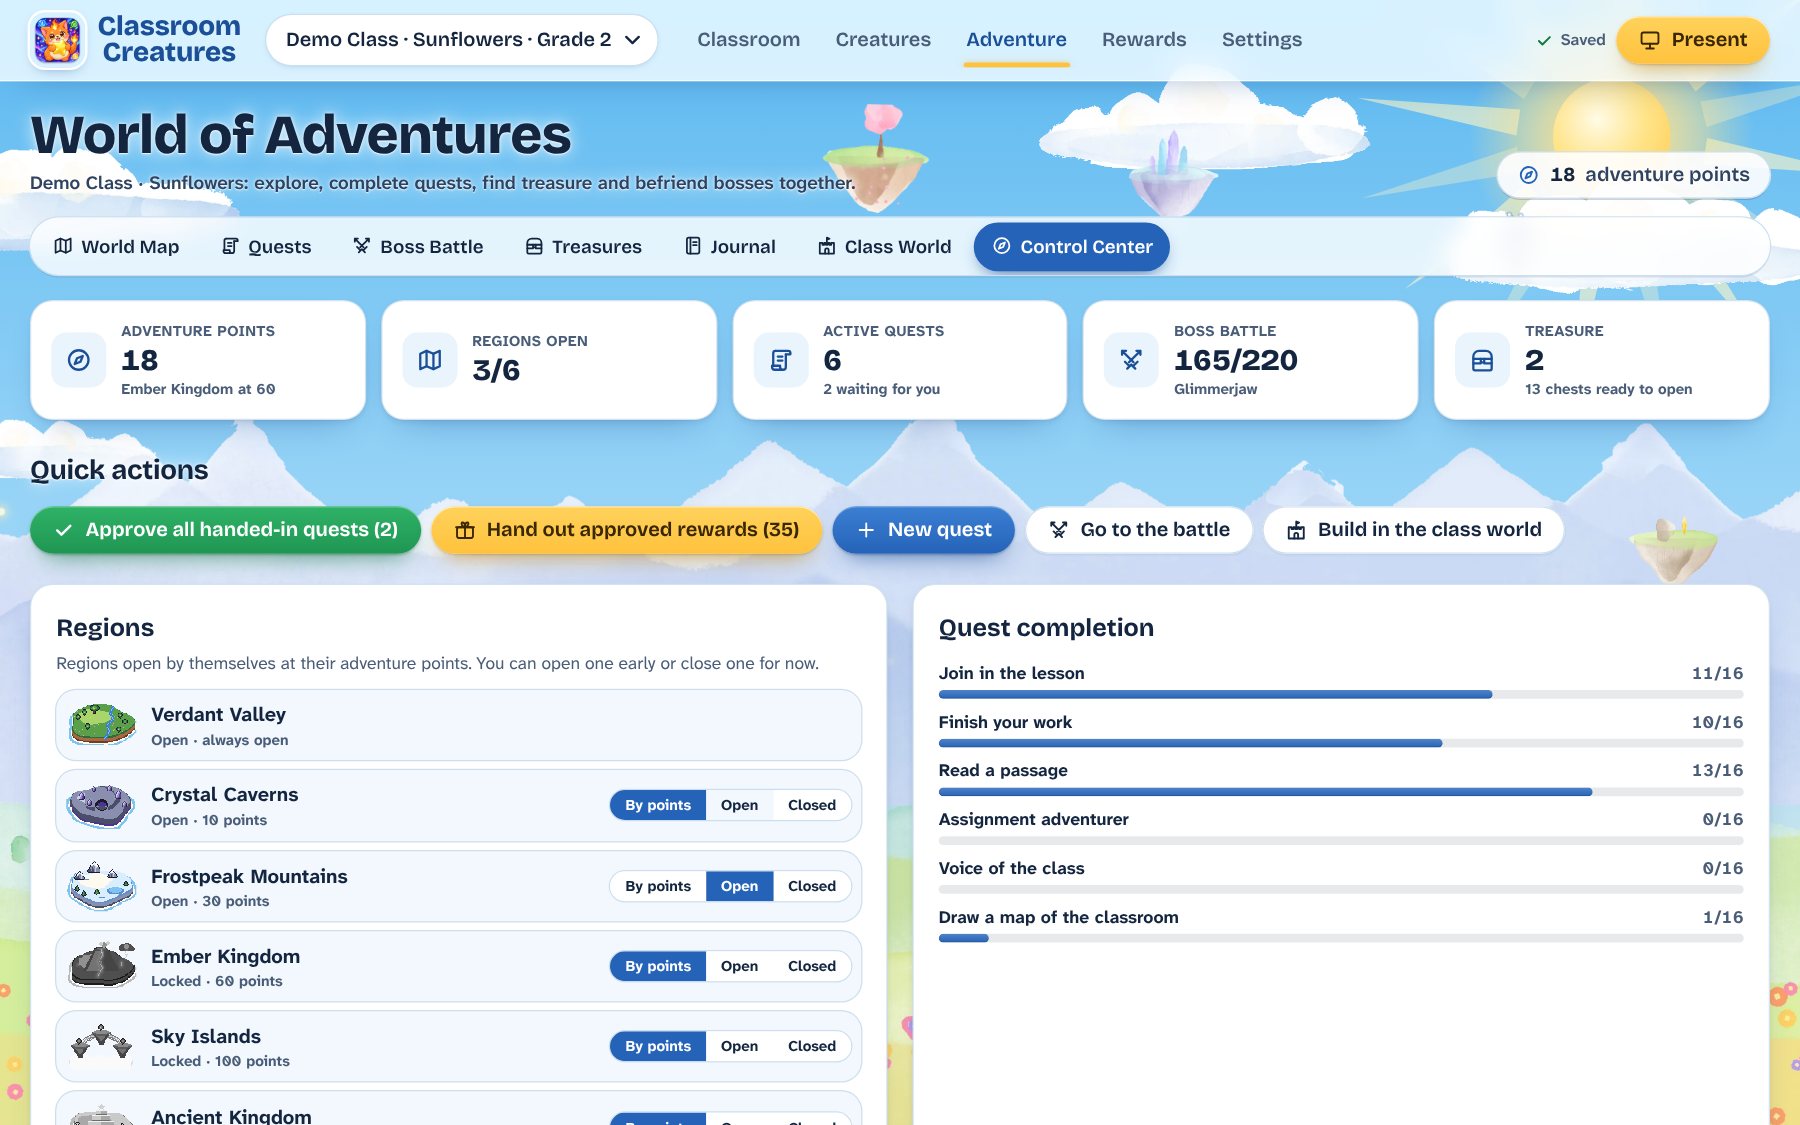 Classroom
Creatures
Demo Class · Sunflowers · Grade 2
Classroom
Creatures
Adventure
Rewards
Settings
Saved
Present
World of Adventures
Demo Class · Sunflowers: explore, complete quests, find treasure and befriend bosses together.
18 adventure points
World Map
Quests
Boss Battle
Treasures
Journal
Class World
Control Center
ADVENTURE POINTS
18
Ember Kingdom at 60
REGIONS OPEN
3/6
ACTIVE QUESTS
6
2 waiting for you
BOSS BATTLE
165/220
Glimmerjaw
TREASURE
2
13 chests ready to open
Quick actions
Approve all handed-in quests (2)
Hand out approved rewards (35)
New quest
Go to the battle
Build in the class world
Regions
Regions open by themselves at their adventure points. You can open one early or close one for now.
Verdant Valley
Open · always open
Crystal Caverns
Open · 10 points
By points Open Closed
Frostpeak Mountains
Open · 30 points
By points Open Closed
Ember Kingdom
Locked · 60 points
By points Open Closed
Sky Islands
Locked · 100 points
By points Open Closed
Ancient Kingdom
Quest completion
Join in the lesson 11/16
Finish your work 10/16
Read a passage 13/16
Assignment adventurer 0/16
Voice of the class 0/16
Draw a map of the classroom 1/16